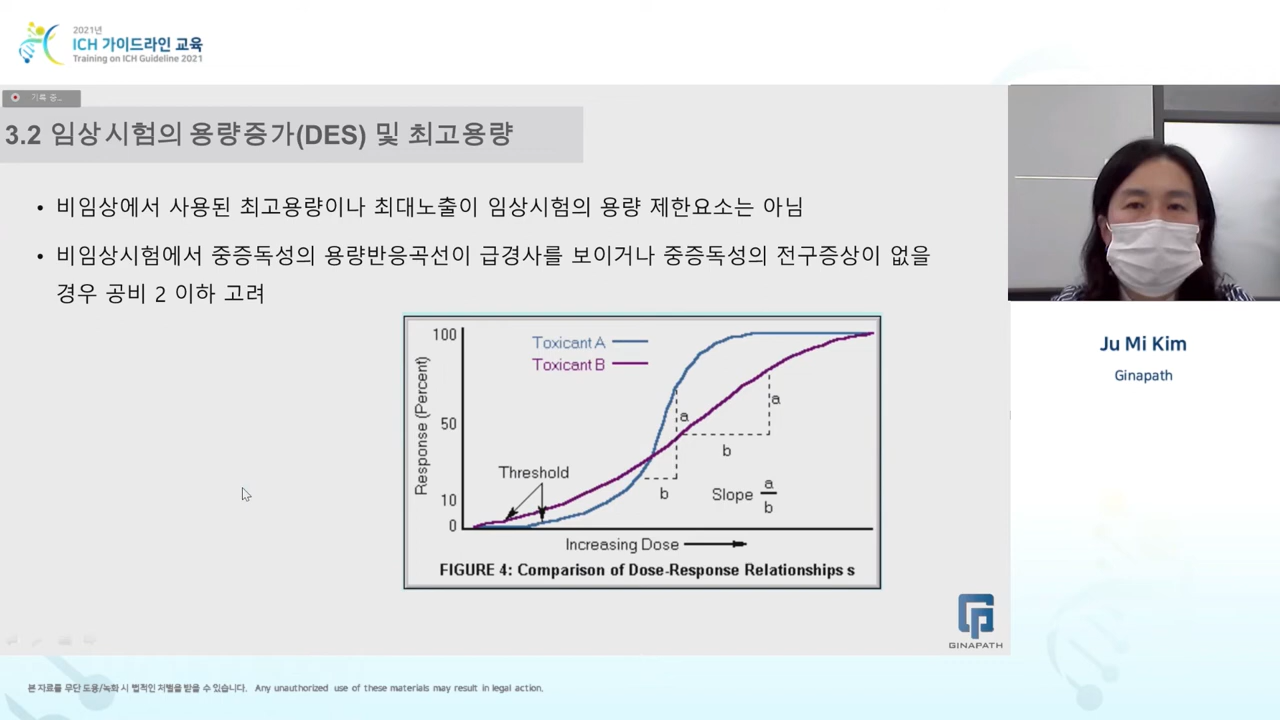 2021년
ICH 가이드라인 교육
Training on ICH Guideline 2021
기록 중...
3.2 임상시험의 용량증가(DES) 및 최고용량
• 비임상에서 사용된 최고용량이나 최대노출이 임상시험의 용량 제한요소는 아님
• 비임상시험에서 중증독성의 용량반응곡선이 급경사를 보이거나 중증독성의 전구증상이 없을
경우 공비 2 이하 고려
Toxicant A
Toxicant B
Response (Percent)
100
50
10
0
Threshold
a
b
a
b
Slope a
b
Increasing Dose
FIGURE 4: Comparison of Dose-Response Relationships s
Ju Mi Kim
Ginapath
GINAPATH
본 자료를 무단 도용/녹화 시 법적인 처벌을 받을 수 있습니다. Any unauthorized use of these materials may result in legal action.